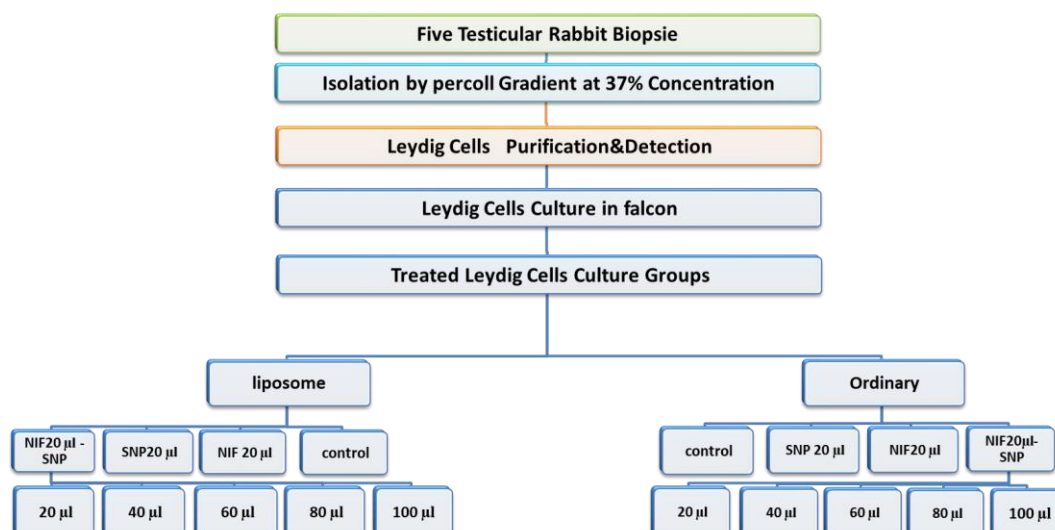 Five Testicular Rabbit Biopsie
Isolation by percoll Gradient at 37% Concentration
Leydig Cells Purification&Detection
Leydig Cells Culture in falcon
Treated Leydig Cells Culture Groups
liposome
Ordinary
NIF20 µl -
SNP
SNP20 µl
NIF 20 µl
control
control
SNP 20 µl
NIF20 µl
NIF20µl-
SNP
20 µl
40 µl
60 µl
80 µl
100 µl
20 µl
40 µl
60 µl
80 µl
100 µl